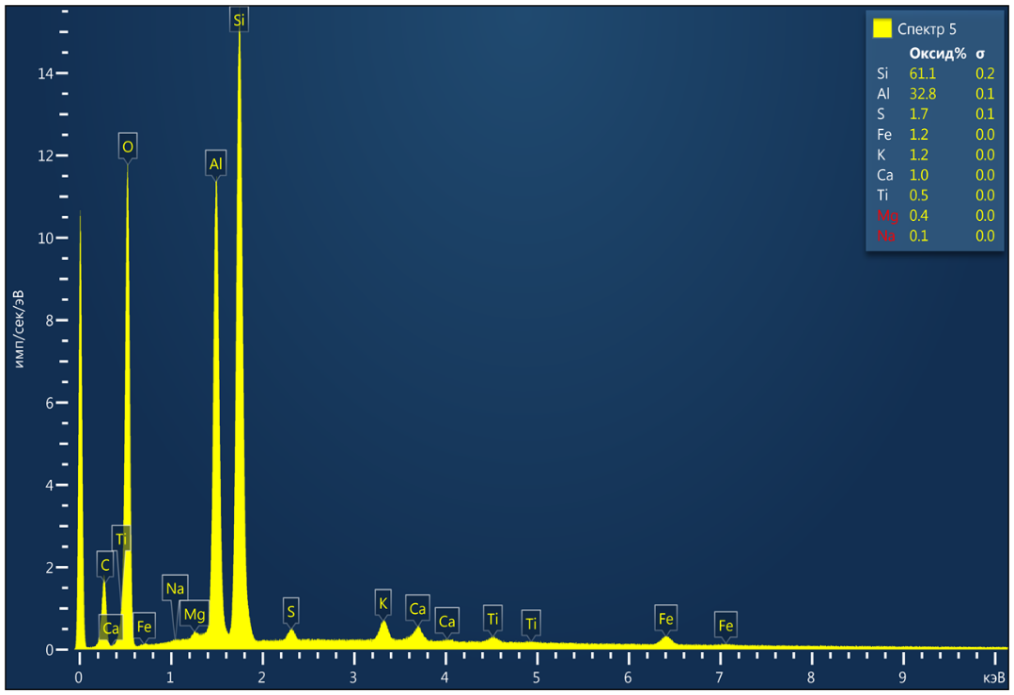 Спектр 5
Оксид% σ
Si 61.1 0.2
Al 32.8 0.1
S 1.7 0.1
Fe 1.2 0.0
K 1.2 0.0
Ca 1.0 0.0
Ti 0.5 0.0
Mg 0.4 0.0
Na 0.1 0.0
имп/сек/эВ
14
12
10
8
6
4
2
0
Si
O
Al
Ti
C
Ca
Fe
Na
Mg
S
K
Ca
Ca
Ti
Ti
Fe
Fe
0 1 2 3 4 5 6 7 8 9 кэВ